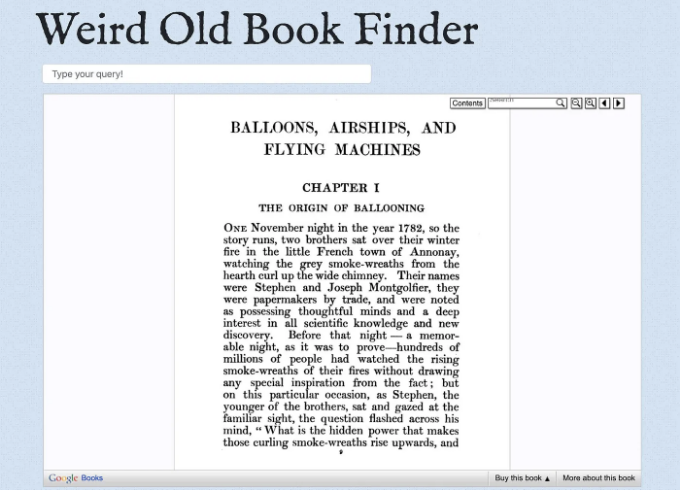 Weird Old Book Finder
Type your query!
Contents
Search
BALLOONS, AIRSHIPS, AND
FLYING MACHINES
CHAPTER I
THE ORIGIN OF BALLOONING
ONE November night in the year 1782, so the
story runs, two brothers sat over their winter
fire in the little French town of Annonay,
watching the grey smoke-wreaths from the
hearth curl up the wide chimney. Their names
were Stephen and Joseph Montgolfier, they
were papermakers by trade, and were noted
as possessing thoughtful minds and a deep
interest in all scientific knowledge and new
discovery. Before that night — a memor-
able night, as it was to prove—hundreds of
millions of people had watched the rising
smoke-wreaths of their fires without drawing
any special inspiration from the fact; but
on this particular occasion, as Stephen, the
younger of the brothers, sat and gazed at the
familiar sight, the question flashed across his
mind, “What is the hidden power that makes
those curling smoke-wreaths rise upwards, and
9
Google Books
Buy this book ▲
More about this book